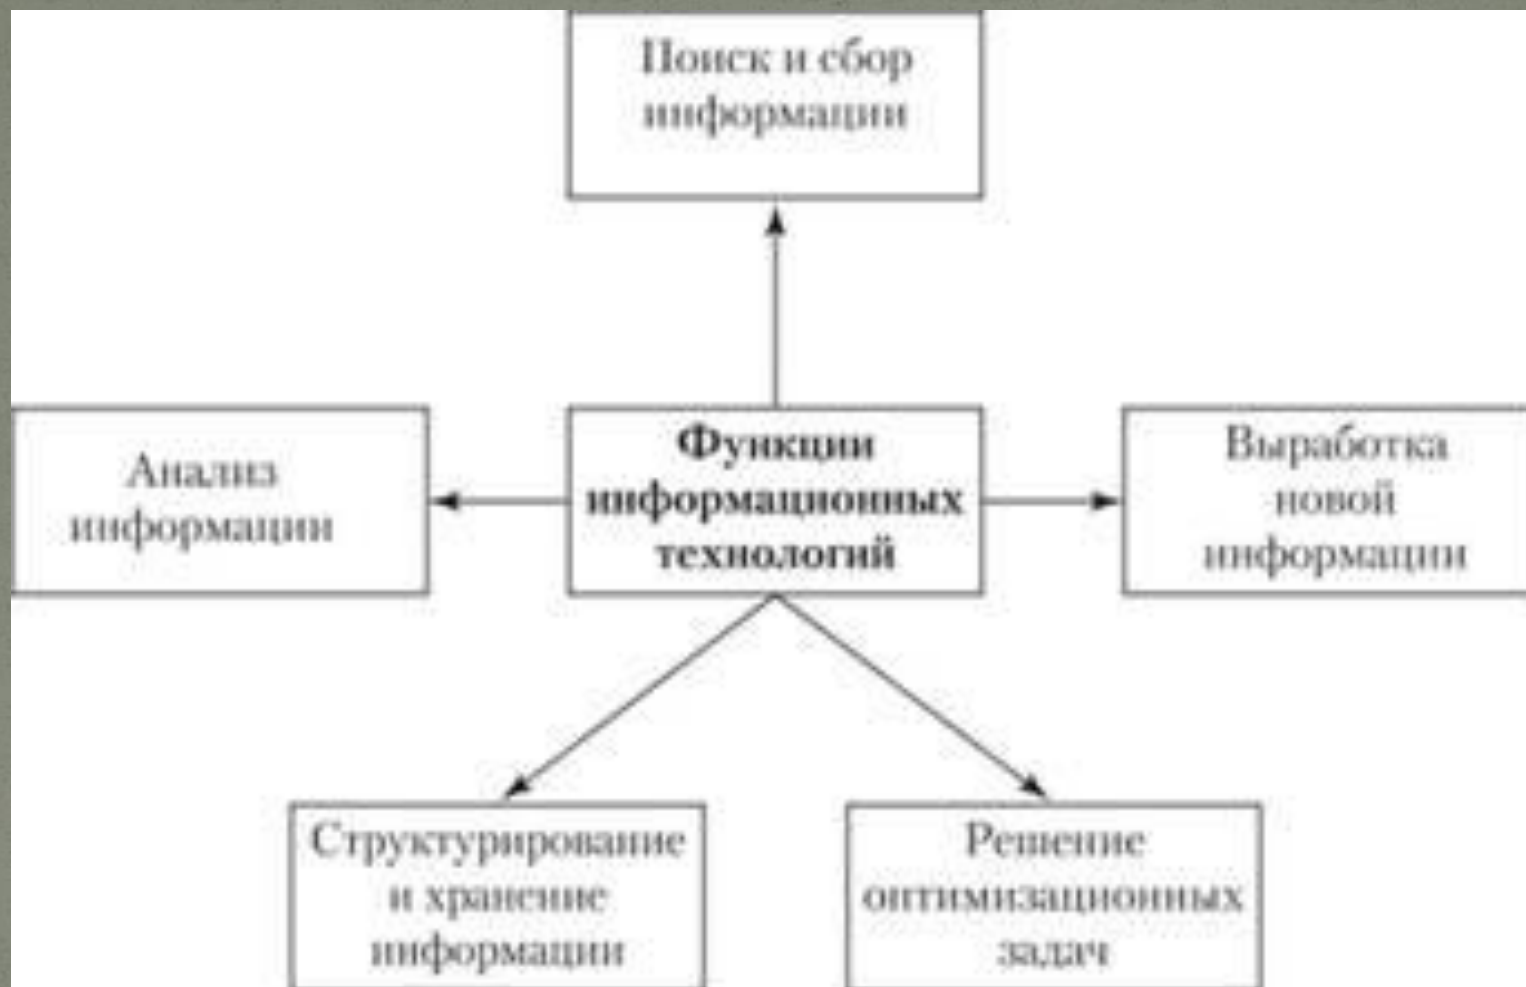 Поиск и сбор
информации
Анализ
информации
Функции
информационных
технологий
Выработка
новой
информации
Структурирование
и хранение
информации
Решение
оптимизационных
задач